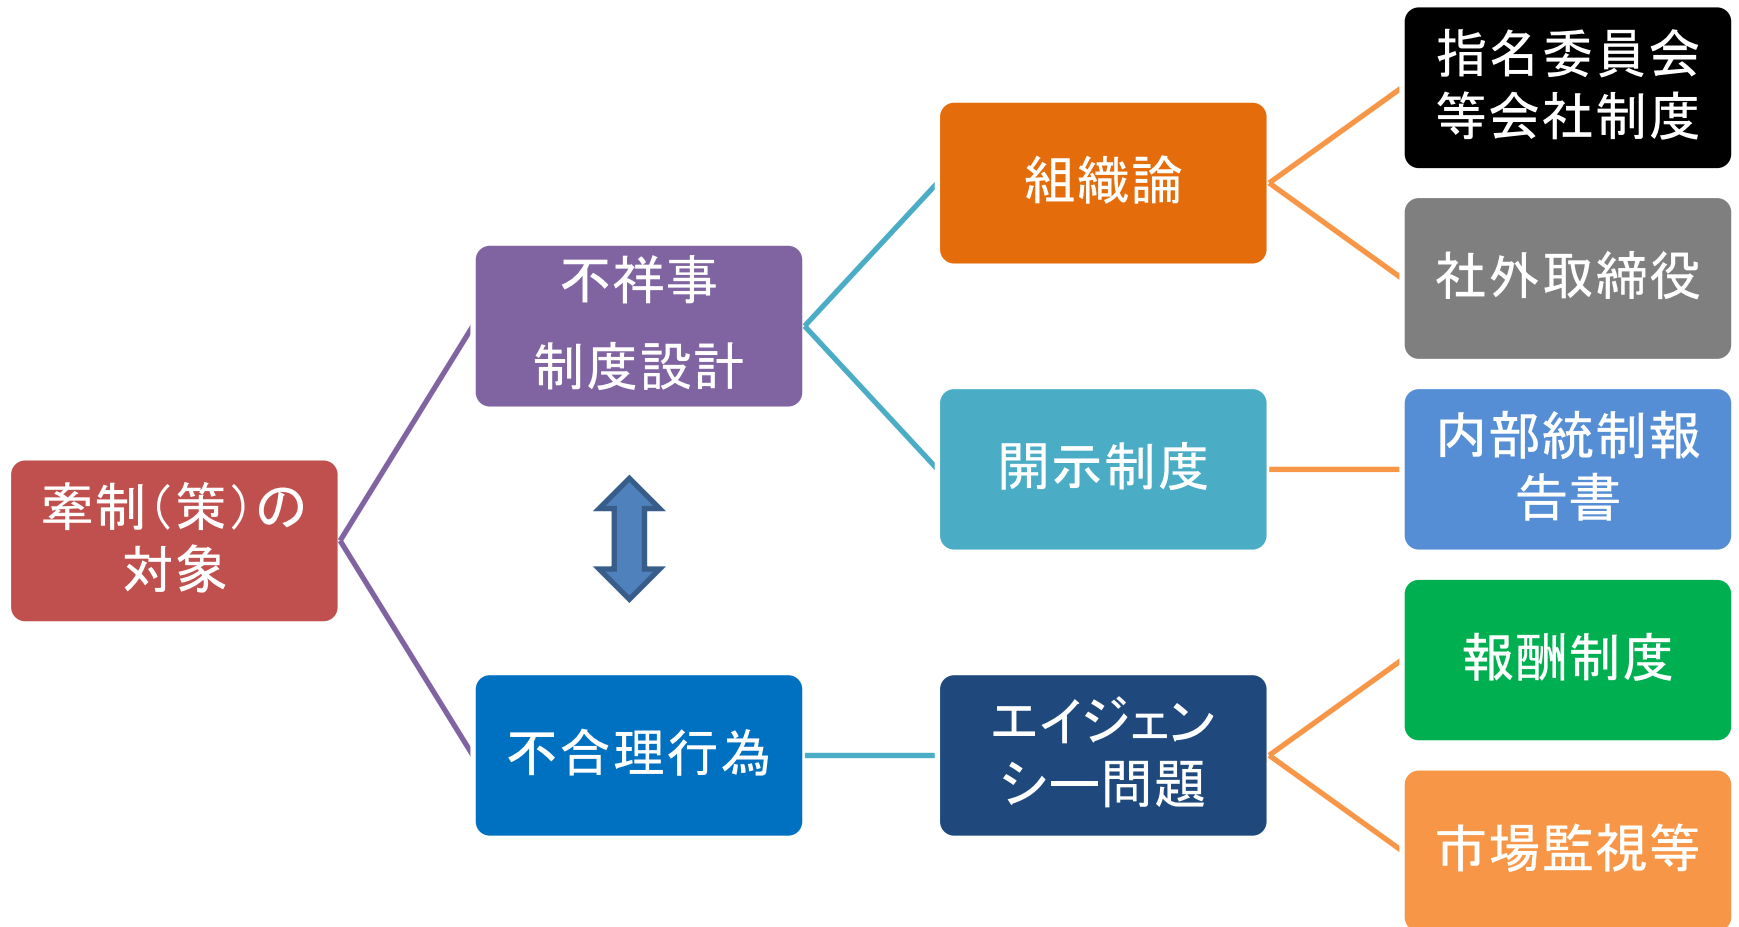 牽制（策）の
対象
不祥事
制度設計
不合理行為
組織論
開示制度
エイジェン
シー問題
指名委員会
等会社制度
社外取締役
内部統制報
告書
報酬制度
市場監視等